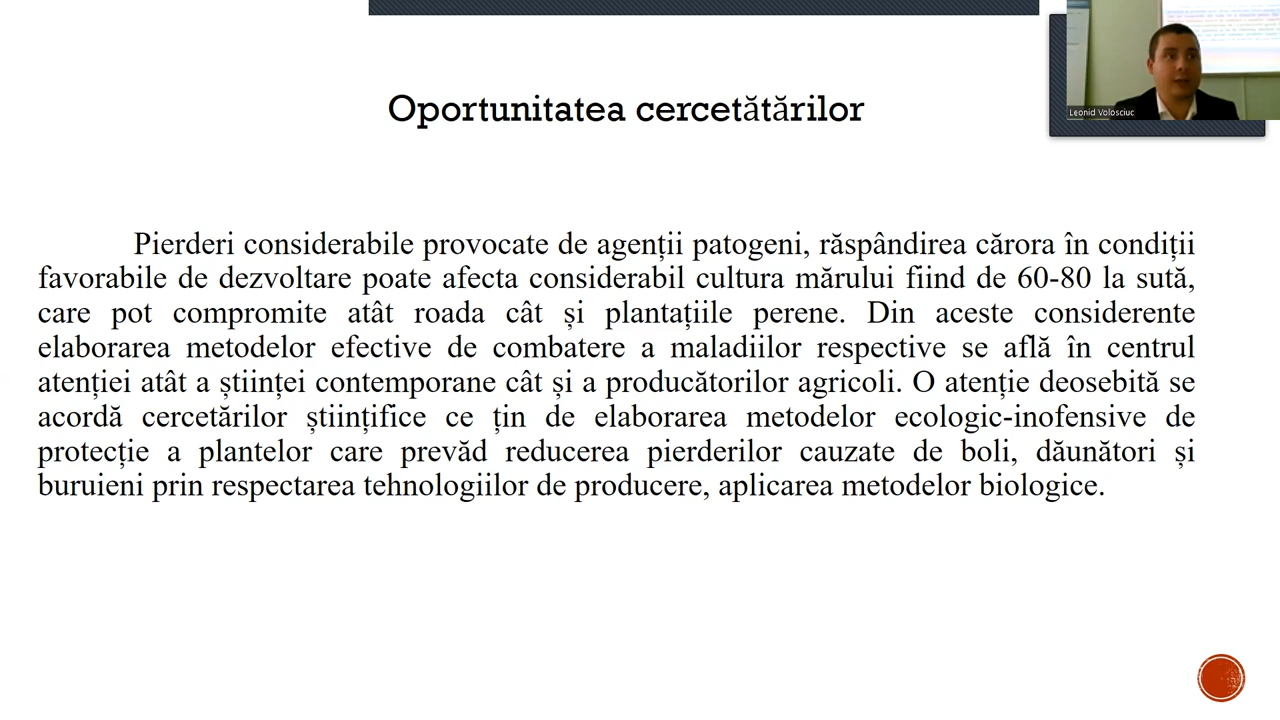 Oportunitatea cercetătărilor
Leonid Volosciuc
Pierderi considerabile provocate de agenții patogeni, răspândirea cărora în condiții
favorabile de dezvoltare poate afecta considerabil cultura mărului fiind de 60-80 la sută,
care pot compromite atât roada cât și plantațiile perene. Din aceste considerente
elaborarea metodelor efective de combatere a maladiilor respective se află în centrul
atenției atât a științei contemporane cât și a producătorilor agricoli. O atenție deosebită se
acordă cercetărilor științifice ce țin de elaborarea metodelor ecologic-inofensive de
protecție a plantelor care prevăd reducerea pierderilor cauzate de boli, dăunători și
buruieni prin respectarea tehnologiilor de producere, aplicarea metodelor biologice.